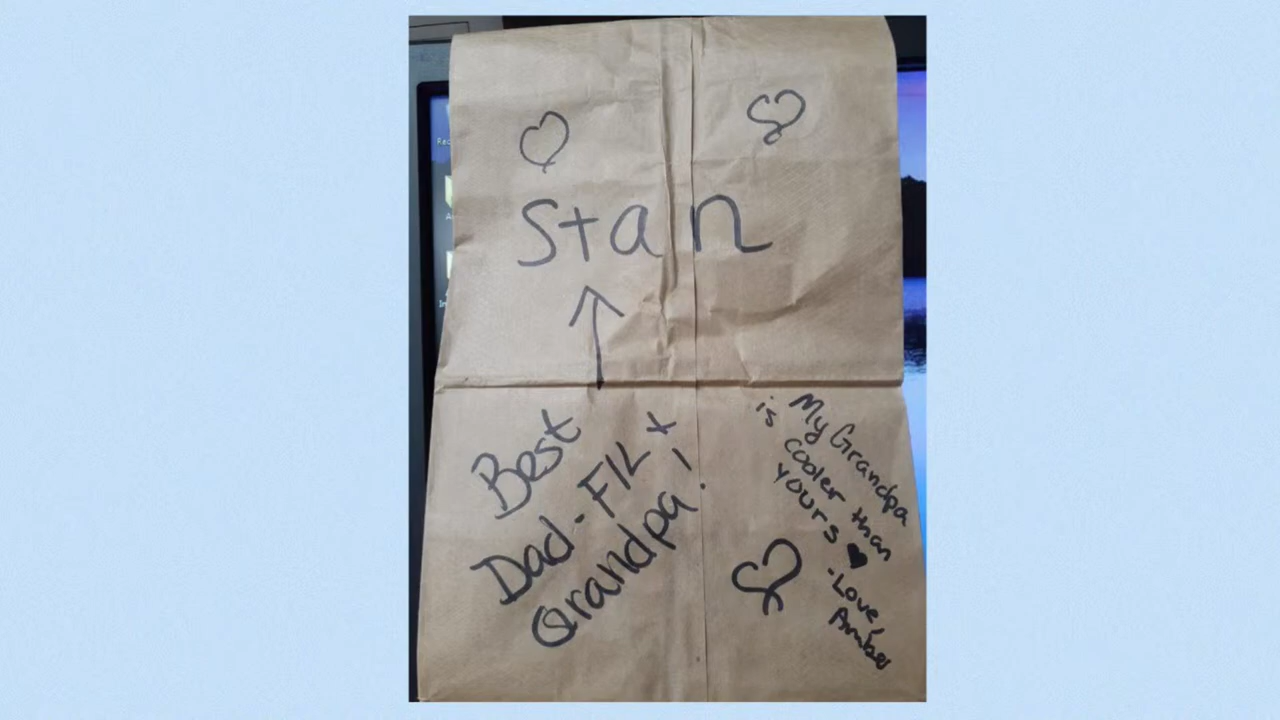 Stan
Best
Dad - FIL +
Grandpa!
My Grandpa
is cooler than
yours ♥
- Love,
Amber